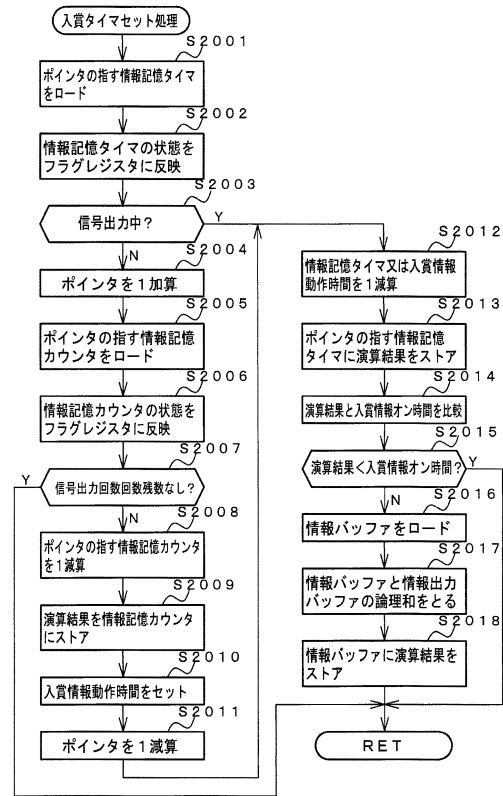 入賞タイマセット処理
S2001
ポインタの指す情報記憶タイマ
をロード
S2002
情報記憶タイマの状態を
フラグレジスタに反映
S2003
信号出力中?
Y
N
S2004
ポインタを1加算
S2005
ポインタの指す情報記憶
カウンタをロード
S2006
情報記憶カウンタの状態を
フラグレジスタに反映
S2007
Y
信号出力回数回数残数なし?
N
S2008
ポインタの指す情報記憶カウンタ
を1減算
S2009
演算結果を情報記憶カウンタ
にストア
S2010
入賞情報動作時間をセット
S2011
ポインタを1減算
S2012
情報記憶タイマ又は入賞情報
動作時間を1減算
S2013
ポインタの指す情報記憶
タイマに演算結果をストア
S2014
演算結果と入賞情報オン時間を比較
S2015
演算結果<入賞情報オン時間?
Y
N
S2016
情報バッファをロード
S2017
情報バッファと情報出力
バッファの論理和をとる
S2018
情報バッファに演算結果を
ストア
RET